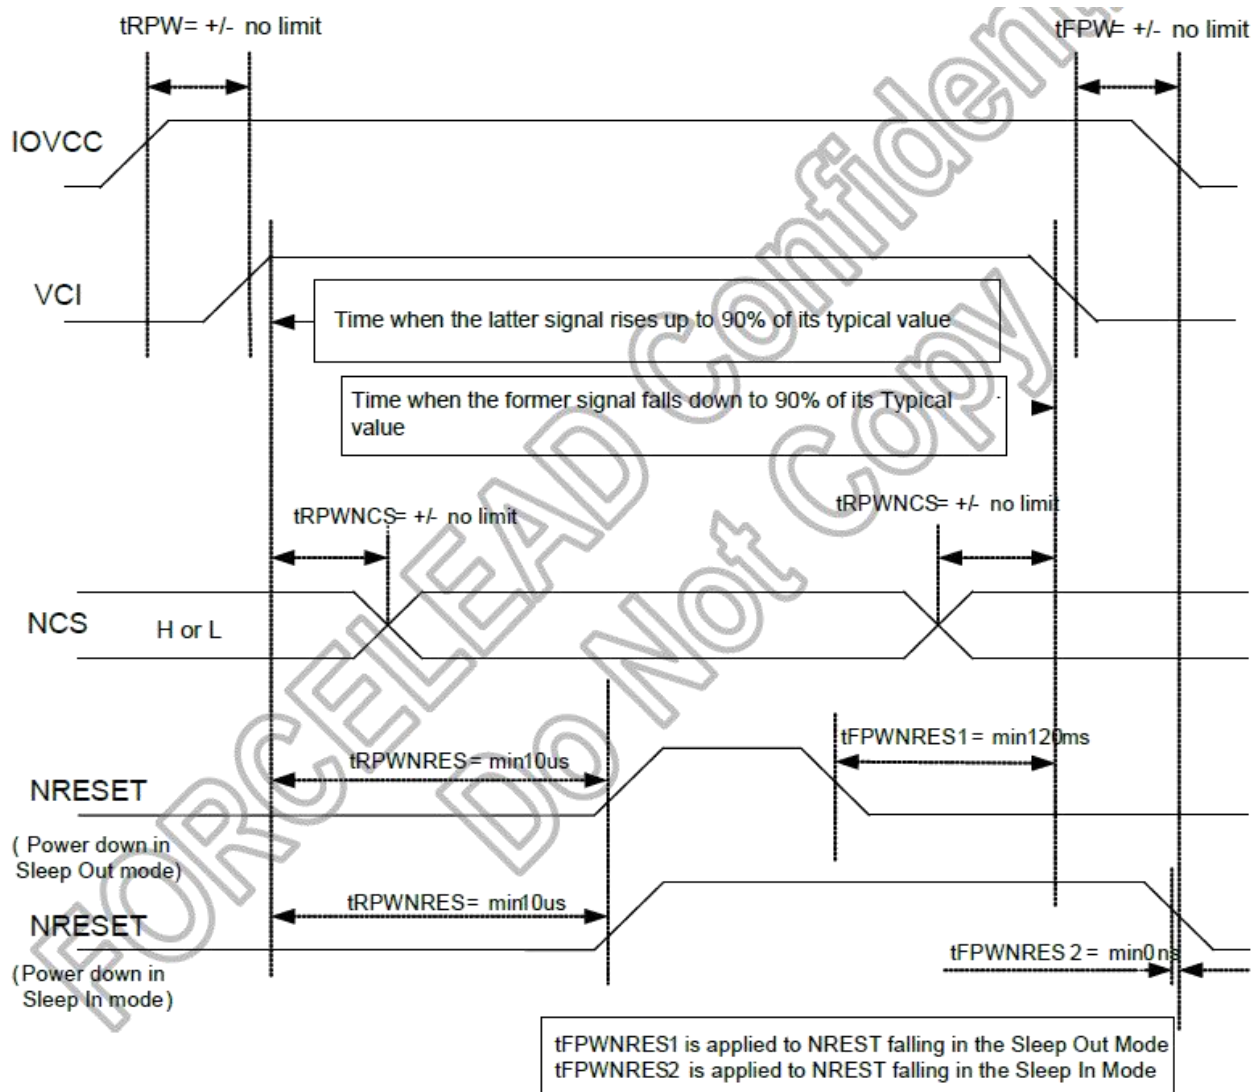 tRPW= +/- no limit
tFPW= +/- no limit
IOVCC
VCI
Time when the latter signal rises up to 90% of its typical value
Time when the former signal falls down to 90% of its Typical
value
tRPWNCS= +/- no limit
tRPWNCS= +/- no limit
NCS
H or L
tRPWNRES= min10us
tFPWNRES1 = min120ms
NRESET
( Power down in
Sleep Out mode)
tRPWNRES= min10us
NRESET
(Power down in
Sleep In mode)
tFPWNRES2 = min0ns
tFPWNRES1 is applied to NREST falling in the Sleep Out Mode
tFPWNRES2 is applied to NREST falling in the Sleep In Mode
FORCELEAD Confidential
Do Not Copy